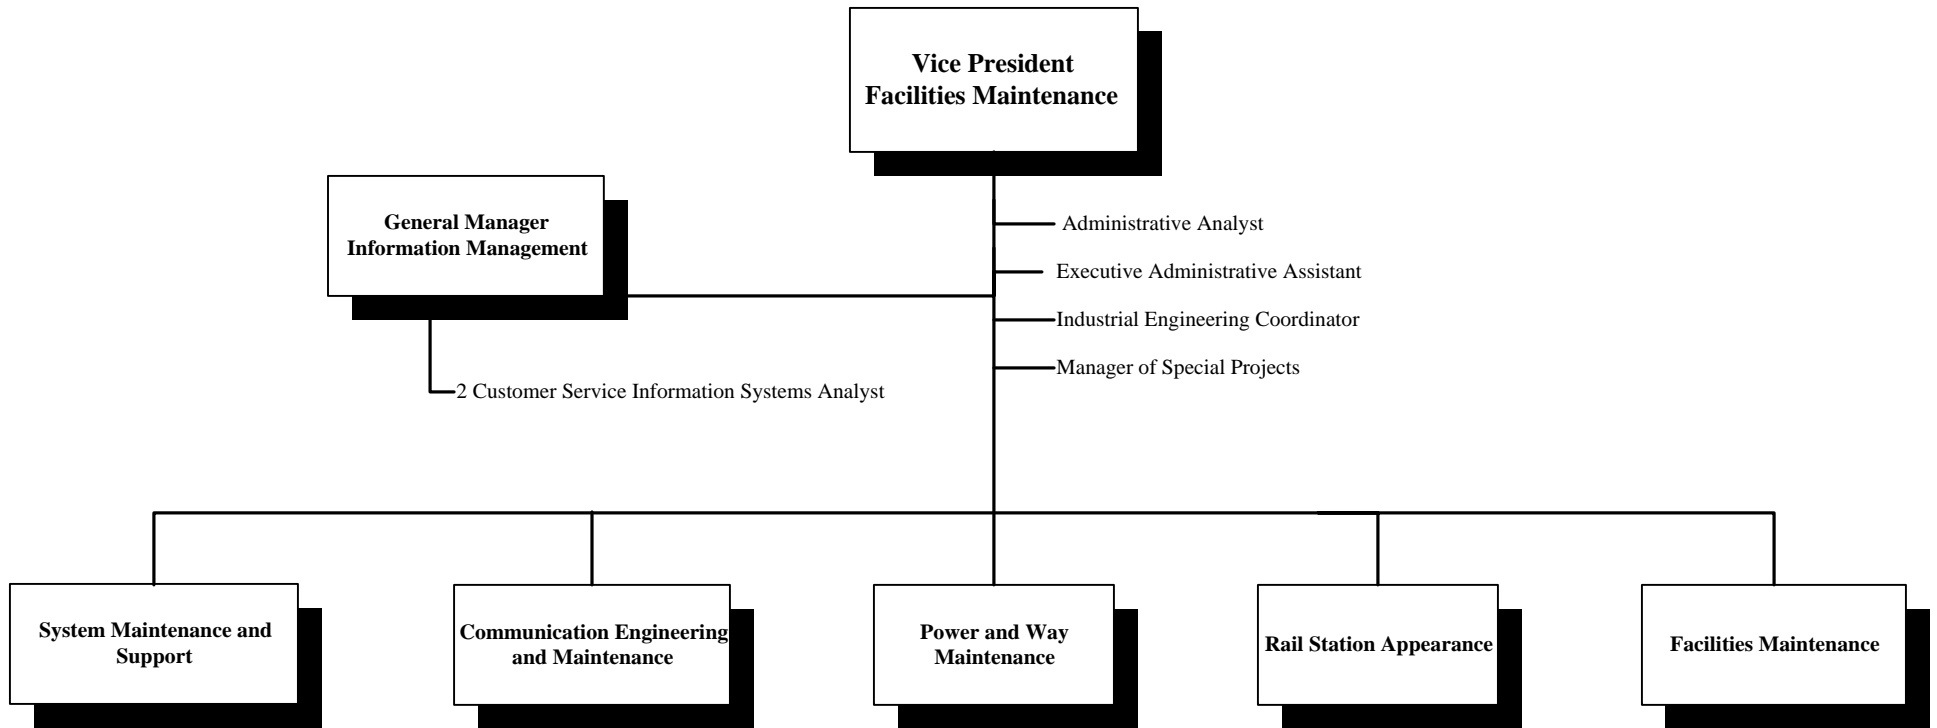 Vice President
Facilities Maintenance
General Manager
Information Management
Administrative Analyst
Executive Administrative Assistant
Industrial Engineering Coordinator
Manager of Special Projects
2 Customer Service Information Systems Analyst
System Maintenance and
Support
Communication Engineering
and Maintenance
Power and Way
Maintenance
Rail Station Appearance
Facilities Maintenance